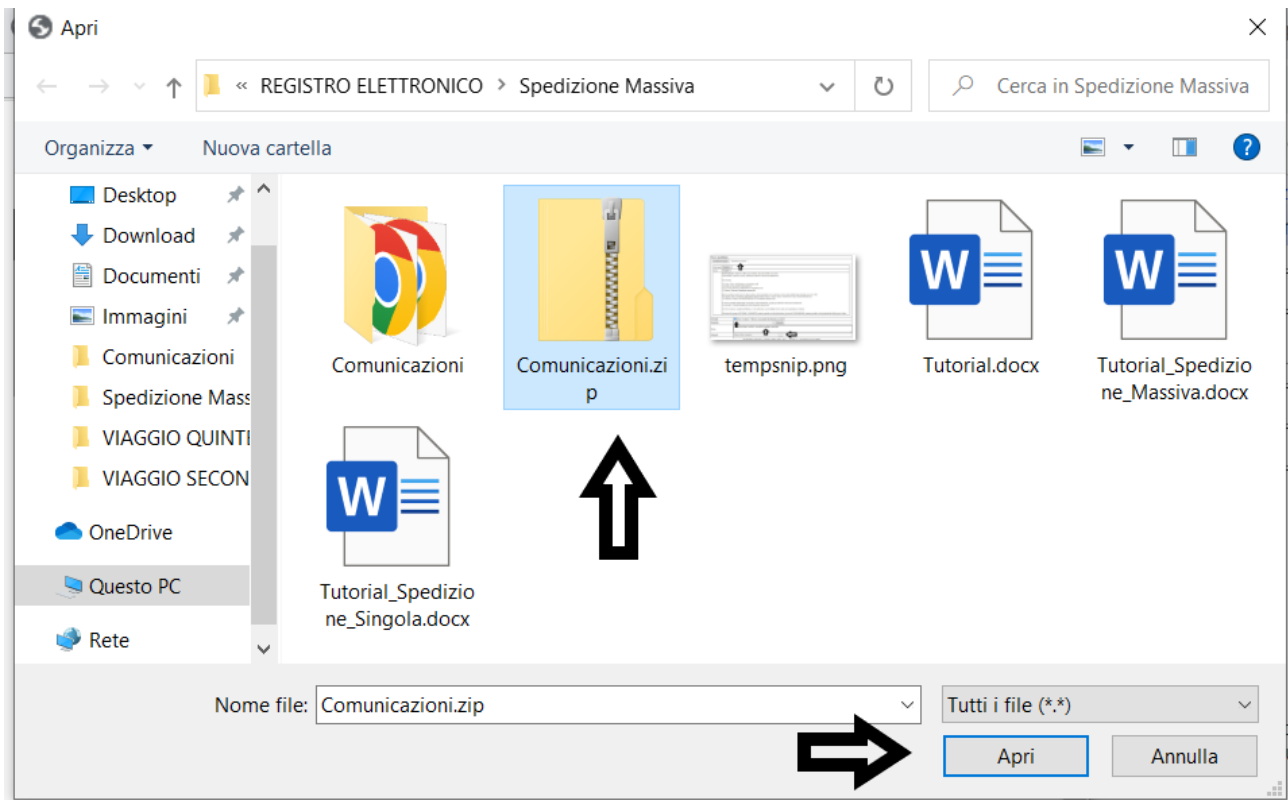 Apri
« REGISTRO ELETTRONICO > Spedizione Massiva
Cerca in Spedizione Massiva
Organizza
Nuova cartella
?
Desktop
Download
Documenti
Immagini
Comunicazioni
Spedizione Mass
VIAGGIO QUINTE
VIAGGIO SECON
OneDrive
Questo PC
Rete
Comunicazioni
Comunicazioni.zi
p
tempsnip.png
W
Tutorial.docx
W
Tutorial_Spedizio
ne_Massiva.docx
W
Tutorial_Spedizio
ne_Singola.docx
Nome file:
Comunicazioni.zip
Tutti i file (*.*)
Apri
Annulla